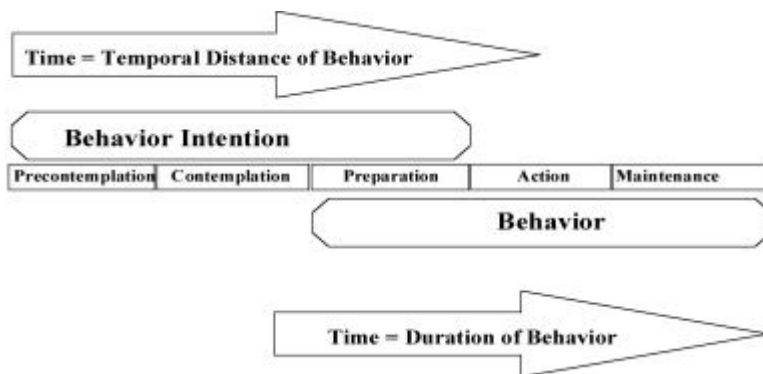 Time = Temporal Distance of Behavior
Behavior Intention
Precontemplation Contemplation Preparation Action Maintenance
Behavior
Time = Duration of Behavior